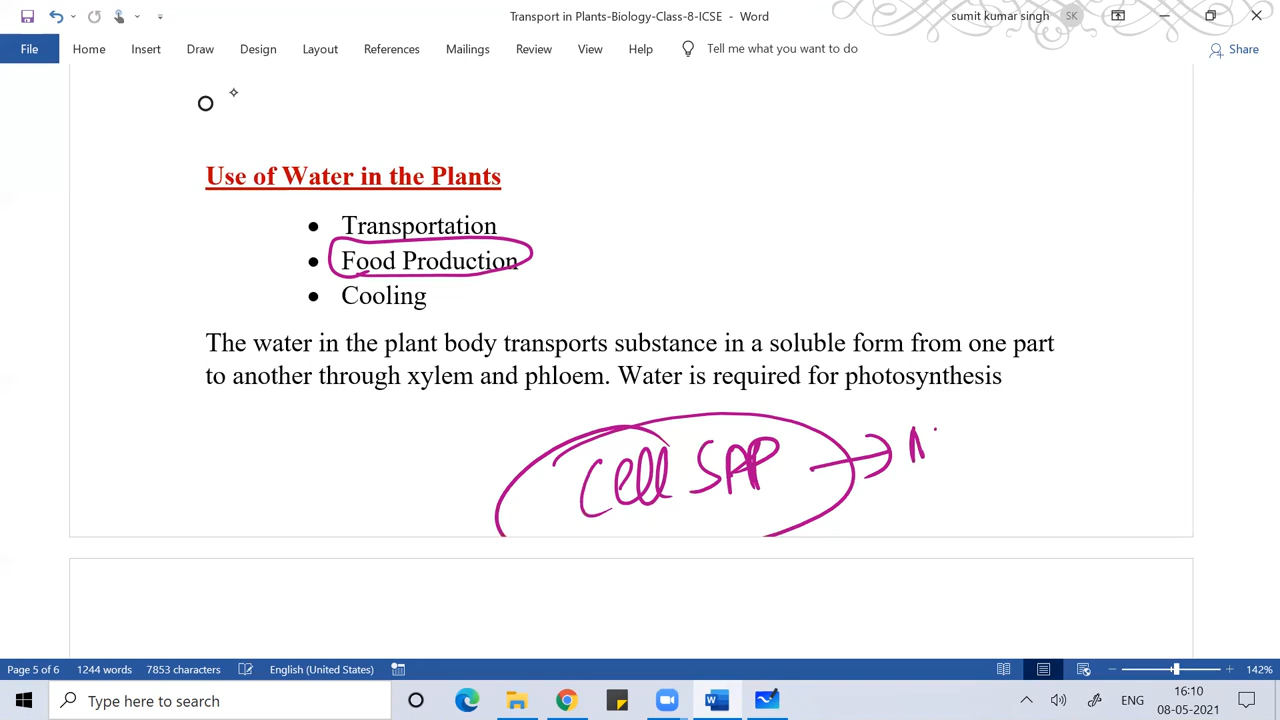 Transport in Plants-Biology-Class-8-ICSE - Word
sumit kumar singh SK
File Home Insert Draw Design Layout References Mailings Review View Help Tell me what you want to do Share
Use of Water in the Plants
• Transportation
• Food Production
• Cooling
The water in the plant body transports substance in a soluble form from one part
to another through xylem and phloem. Water is required for photosynthesis
Cell SAP
Page 5 of 6 1244 words 7853 characters English (United States) 142%
Type here to search
ENG
16:10
08-05-2021